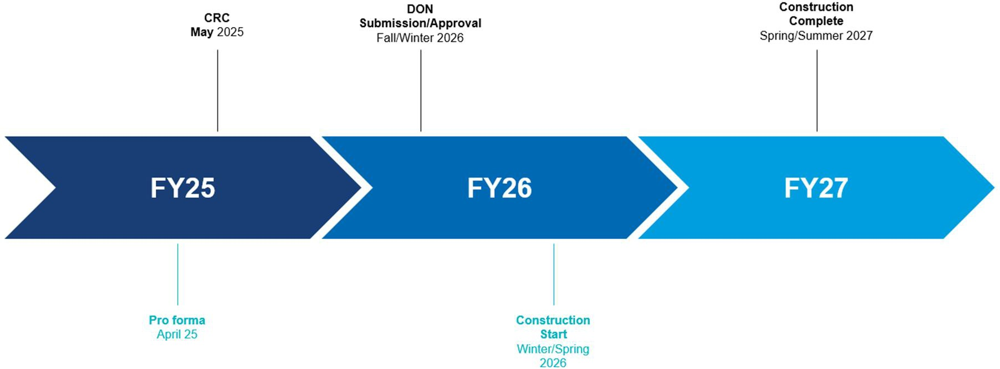 CRC
May 2025
DON
Submission/Approval
Fall/Winter 2026
Construction
Complete
Spring/Summer 2027
FY25
FY26
FY27
Pro forma
April 25
Construction
Start
Winter/Spring
2026